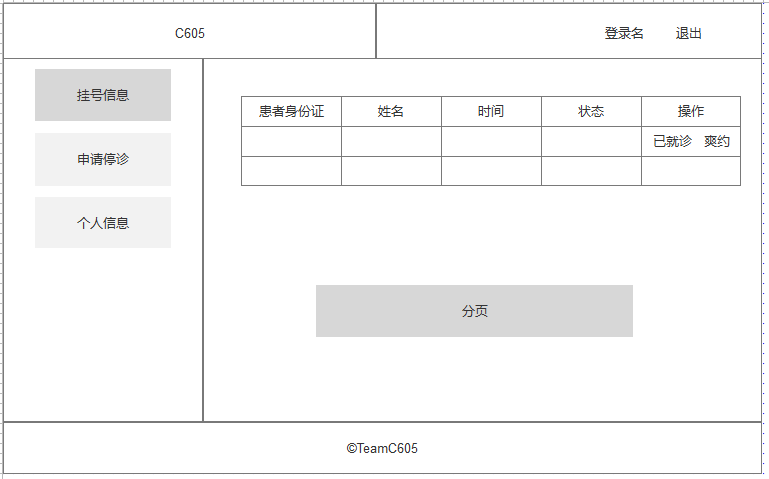 C605
登录名 退出
挂号信息
申请停诊
个人信息
患者身份证 姓名 时间 状态 操作
已就诊 爽约
分页
©TeamC605